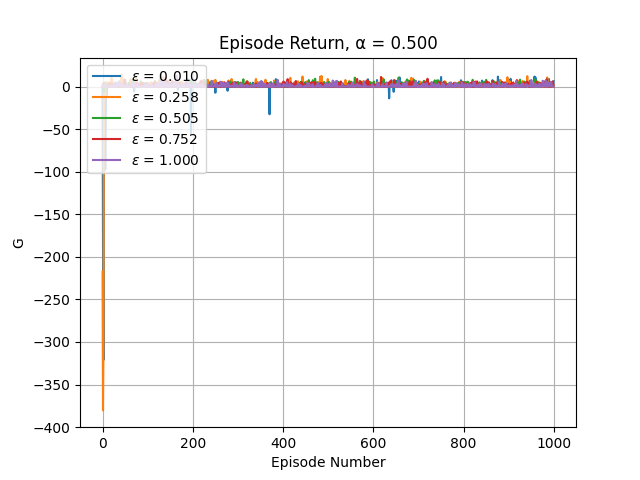 Episode Return, α = 0.500
G
0
−50
−100
−150
−200
−250
−300
−350
−400
ε = 0.010
ε = 0.258
ε = 0.505
ε = 0.752
ε = 1.000
0 200 400 600 800 1000
Episode Number